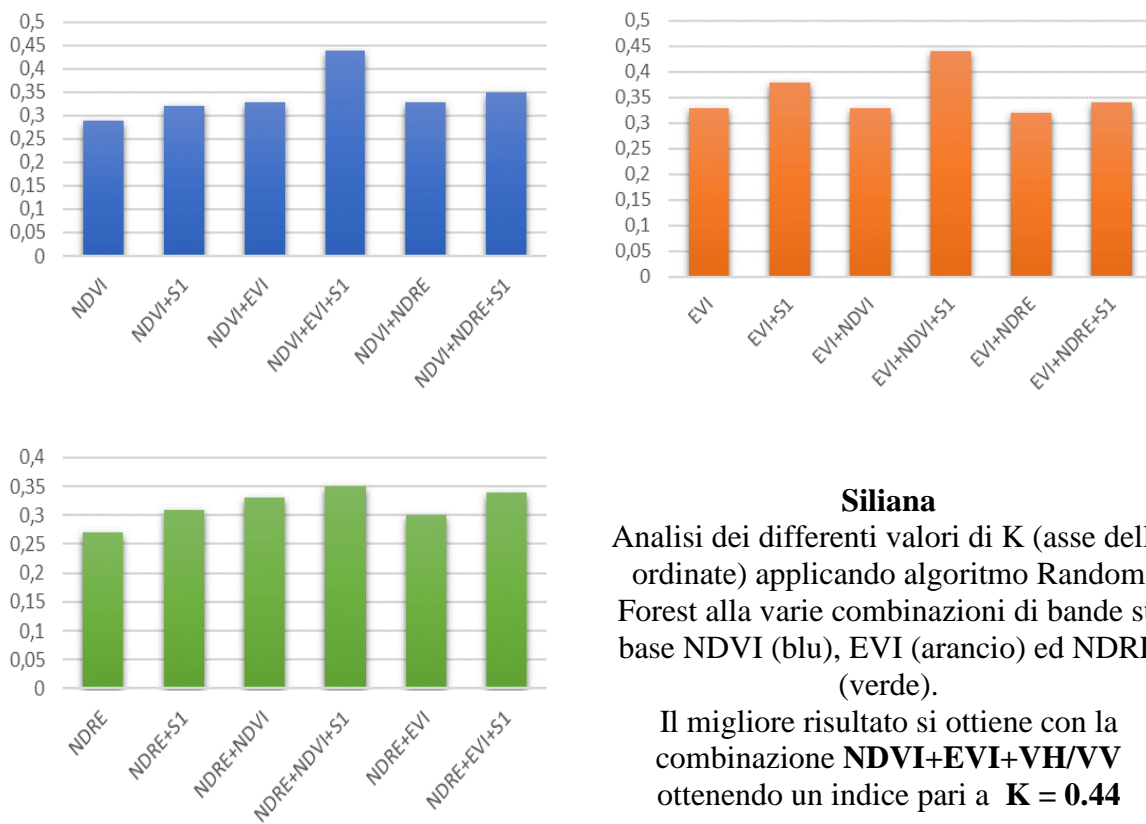 0,5
0,45
0,4
0,35
0,3
0,25
0,2
0,15
0,1
0,05
0
NDVI
NDVI+S1
NDVI+EVI
NDVI+EVI+S1
NDVI+NDRE
NDVI+NDRE+S1
0,5
0,45
0,4
0,35
0,3
0,25
0,2
0,15
0,1
0,05
0
EVI
EVI+S1
EVI+NDVI
EVI+NDVI+S1
EVI+NDRE
EVI+NDRE+S1
0,4
0,35
0,3
0,25
0,2
0,15
0,1
0,05
0
NDRE
NDRE+S1
NDRE+NDVI
NDRE+NDVI+S1
NDRE+EVI
NDRE+EVI+S1
Siliana
Analisi dei differenti valori di K (asse
ordinate) applicando algoritmo Random
Forest alla varie combinazioni di bande
base NDVI (blu), EVI (arancio) ed
(verde).
Il migliore risultato si ottiene con la
combinazione NDVI+EVI+VH/VV
ottenendo un indice pari a K = 0.44